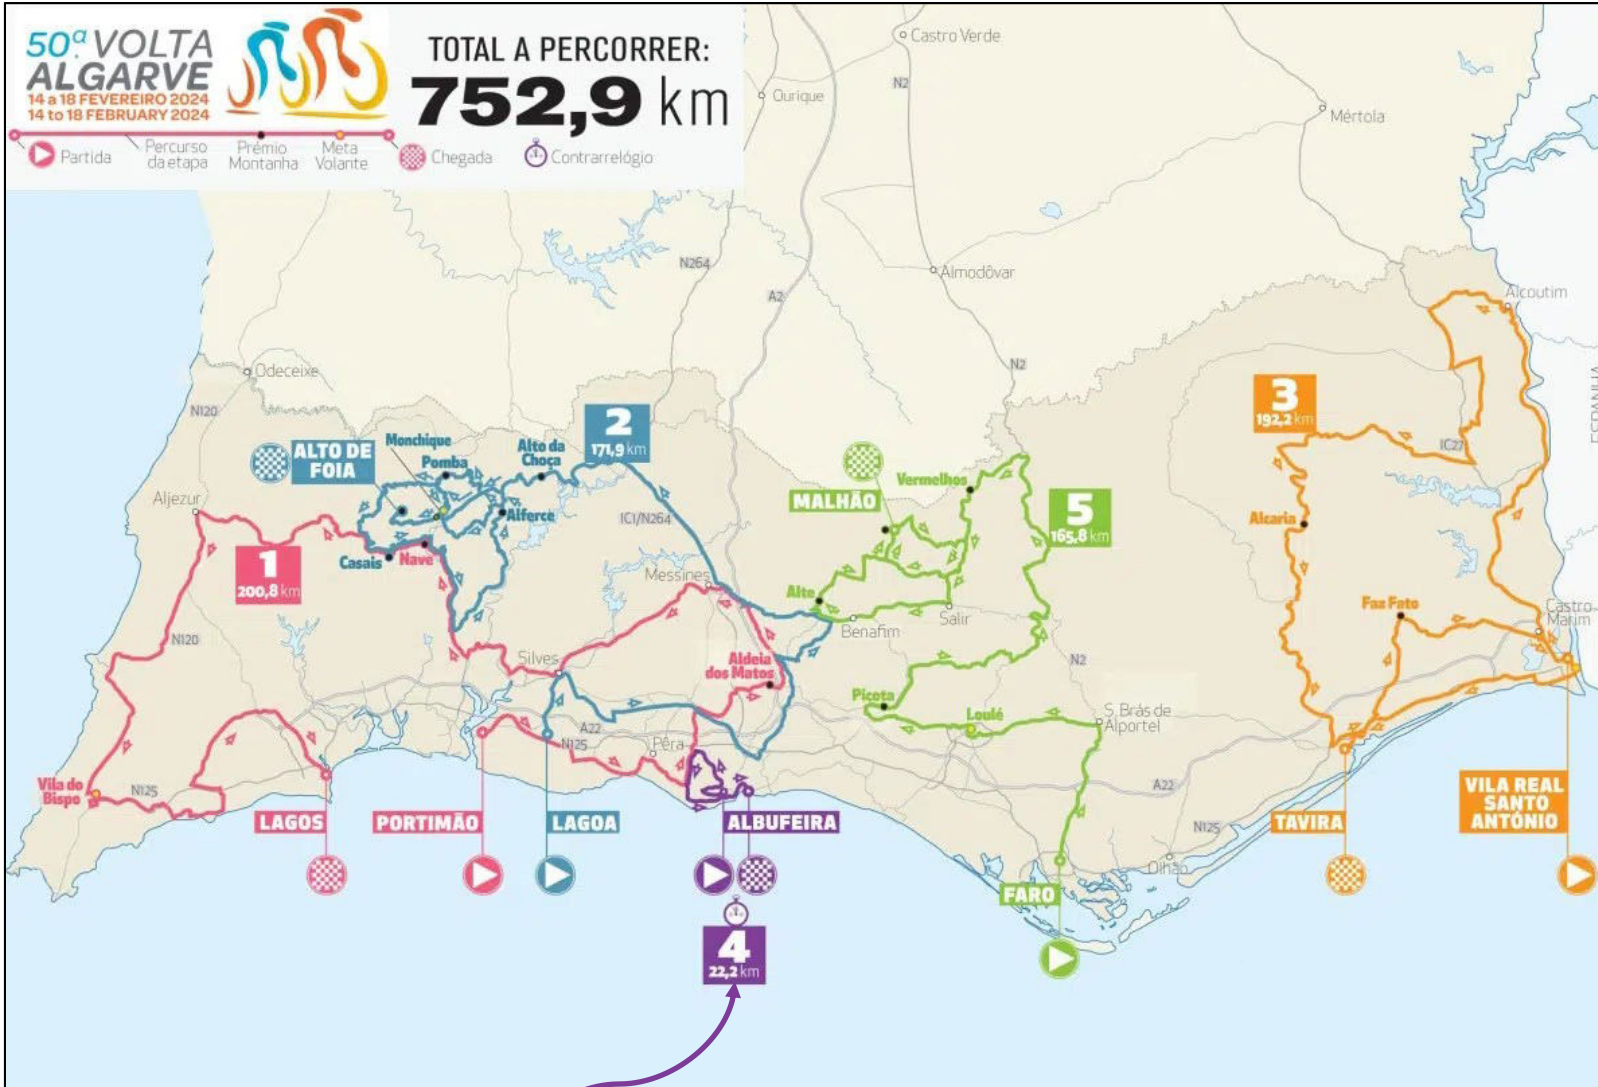 50ª VOLTA
ALGARVE
14 a 18 FEVEREIRO 2024
14 to 18 FEBRUARY 2024
TOTAL A PERCORRER:
752,9 km
Partida
Percurso
da etapa
Prémio
Montanha
Meta
Volante
Chegada
Contrarrelógio
Castro Verde
N2
Ourique
Mértola
N264
Almodôvar
A2
Alcoutim
N2
Odeceixe
ESPANHA
N120
3
192,2 km
2
171,9 km
IC27
ALTO DE
FOIA
Monchique
Pomba
Alto da
Choça
Vermelhos
MALHÃO
Aljezur
Alferce
IC1/N264
5
165,8 km
Alcaria
1
200,8 km
Casais
Nave
Messines
Alte
Benafim
Salir
Faz Fato
Castro
Marim
N120
Silves
Aldeia
dos Matos
N2
Picota
Loulé
S. Brás de
Alportel
A22
N125
Pêra
Vila do
Bispo
N125
A22
N125
LAGOS
PORTIMÃO
LAGOA
ALBUFEIRA
TAVIRA
VILA REAL
SANTO
ANTÓNIO
Olhão
FARO
4
22,2 km